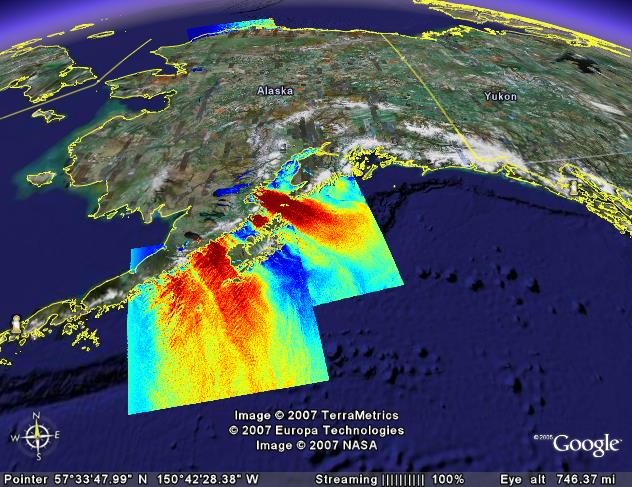 Alaska
Yukon
N
W E
S
Image © 2007 TerraMetrics
© 2007 Europa Technologies
Image © 2007 NASA
©2006 Google™
Pointer 57°33'47.99" N 150°42'28.38" W Streaming |||||||||| 100% Eye alt 746.37 mi